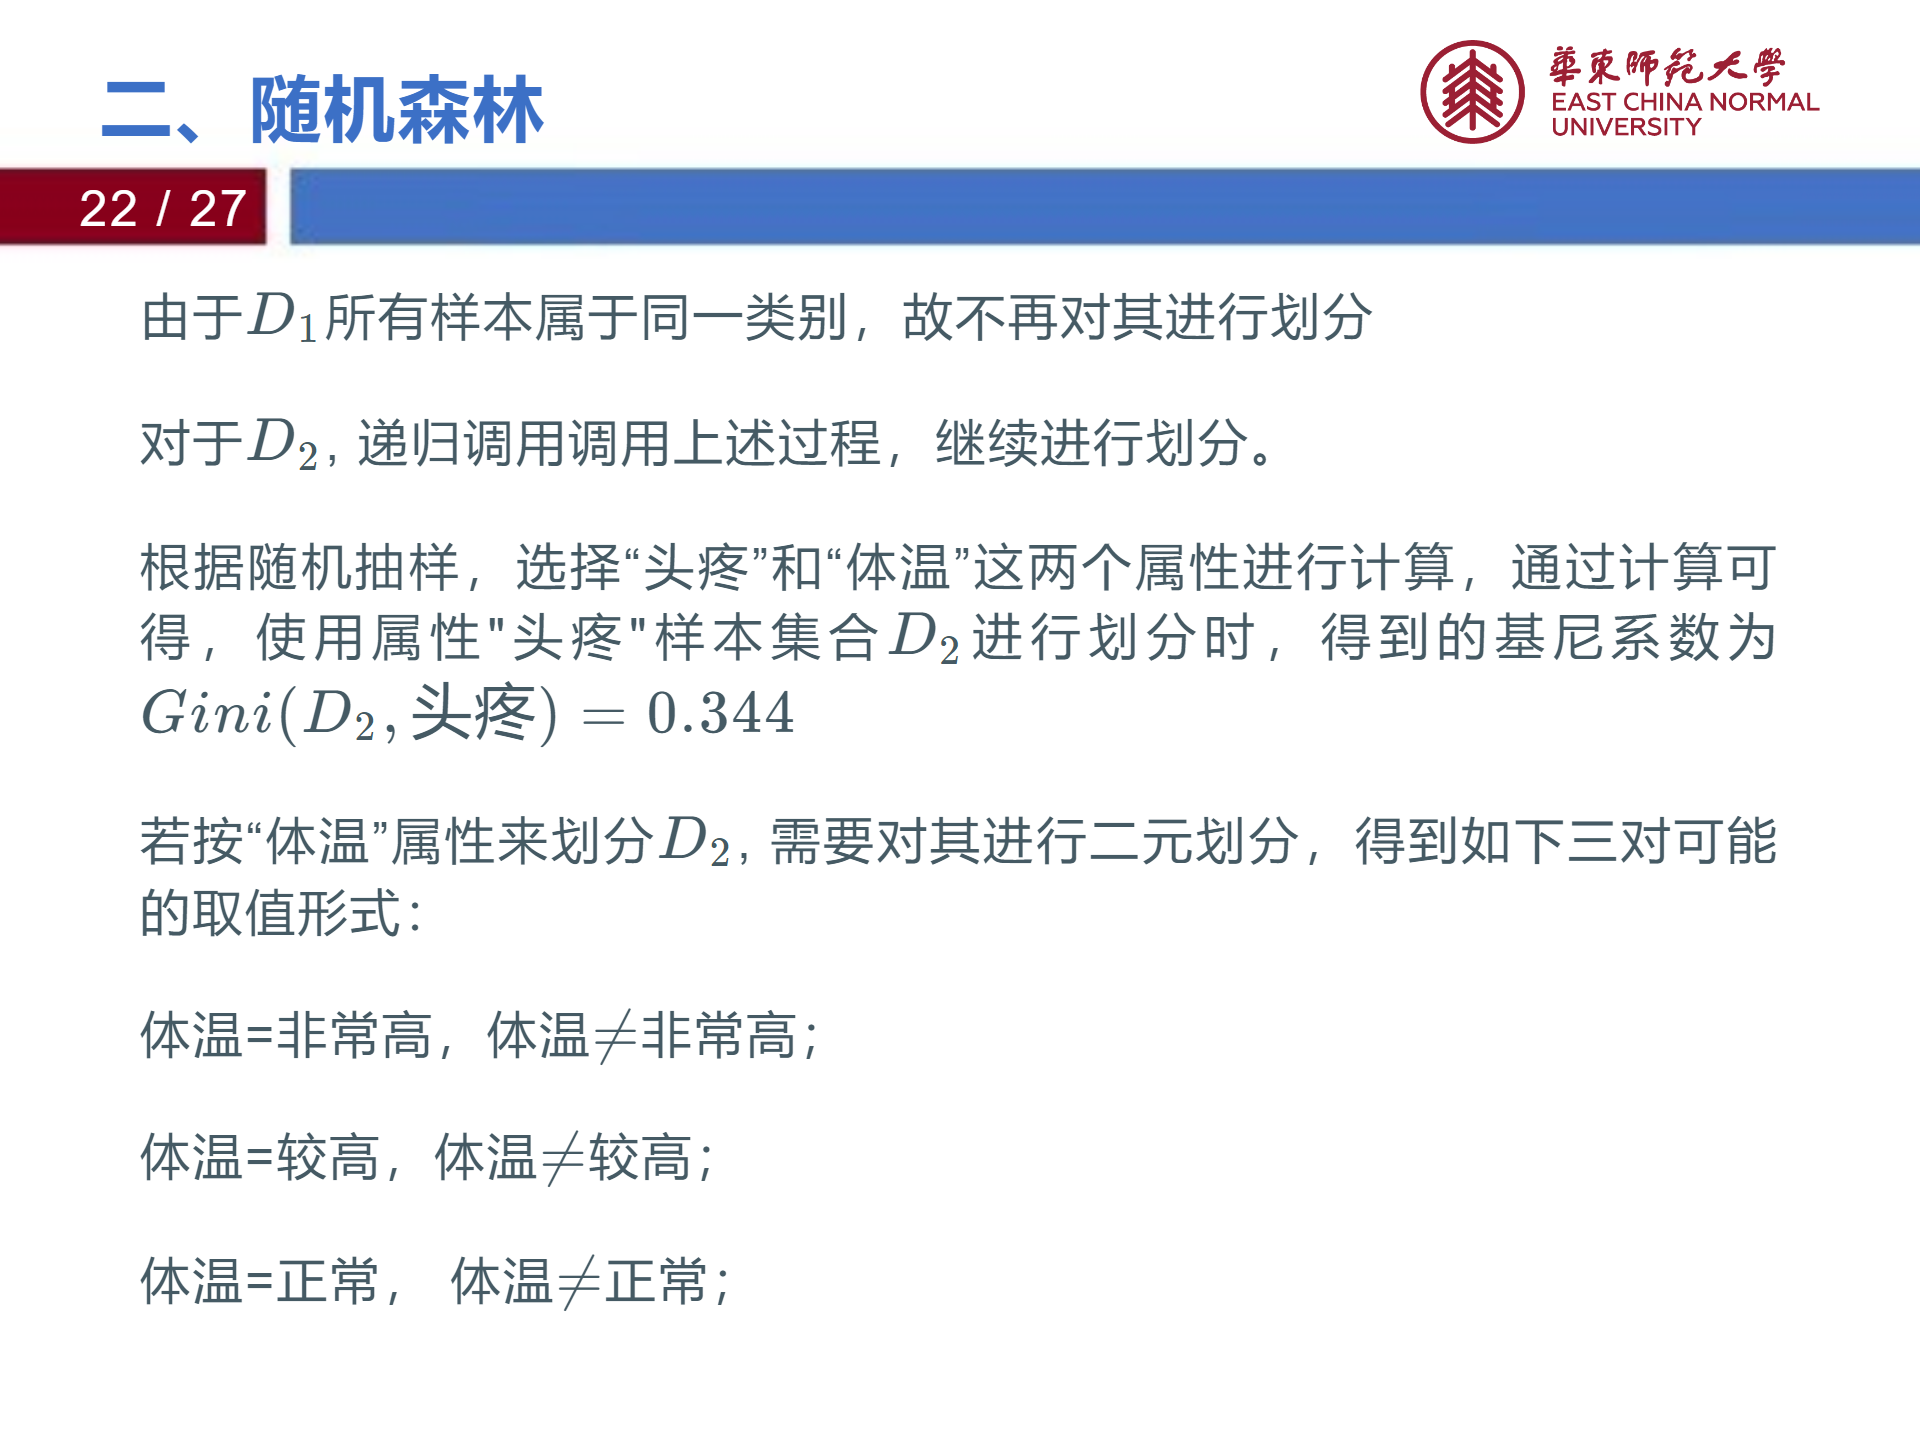 二、随机森林
華東師範大學
EAST CHINA NORMAL
UNIVERSITY
22 / 27
由于D₁所有样本属于同一类别，故不再对其进行划分
对于D₂, 递归调用调用上述过程，继续进行划分。
根据随机抽样，选择“头疼”和“体温”这两个属性进行计算，通过计算可
得，使用属性"头疼"样本集合D₂进行划分时，得到的基尼系数为
Gini(D₂,头疼) = 0.344
若按“体温”属性来划分D₂, 需要对其进行二元划分，得到如下三对可能
的取值形式：
体温=非常高，体温≠非常高；
体温=较高，体温≠较高；
体温=正常， 体温≠正常；